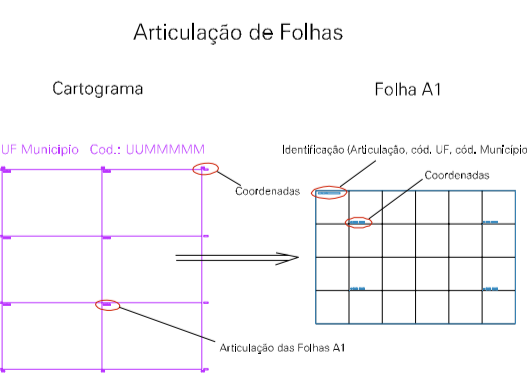 Articulação de Folhas
Cartograma
Folha A1
UF Municipio Cod.: UUMMMMM
Identificação (Articulação, cód. UF, cód. Município
Coordenadas
Coordenadas
Articulação das Folhas A1